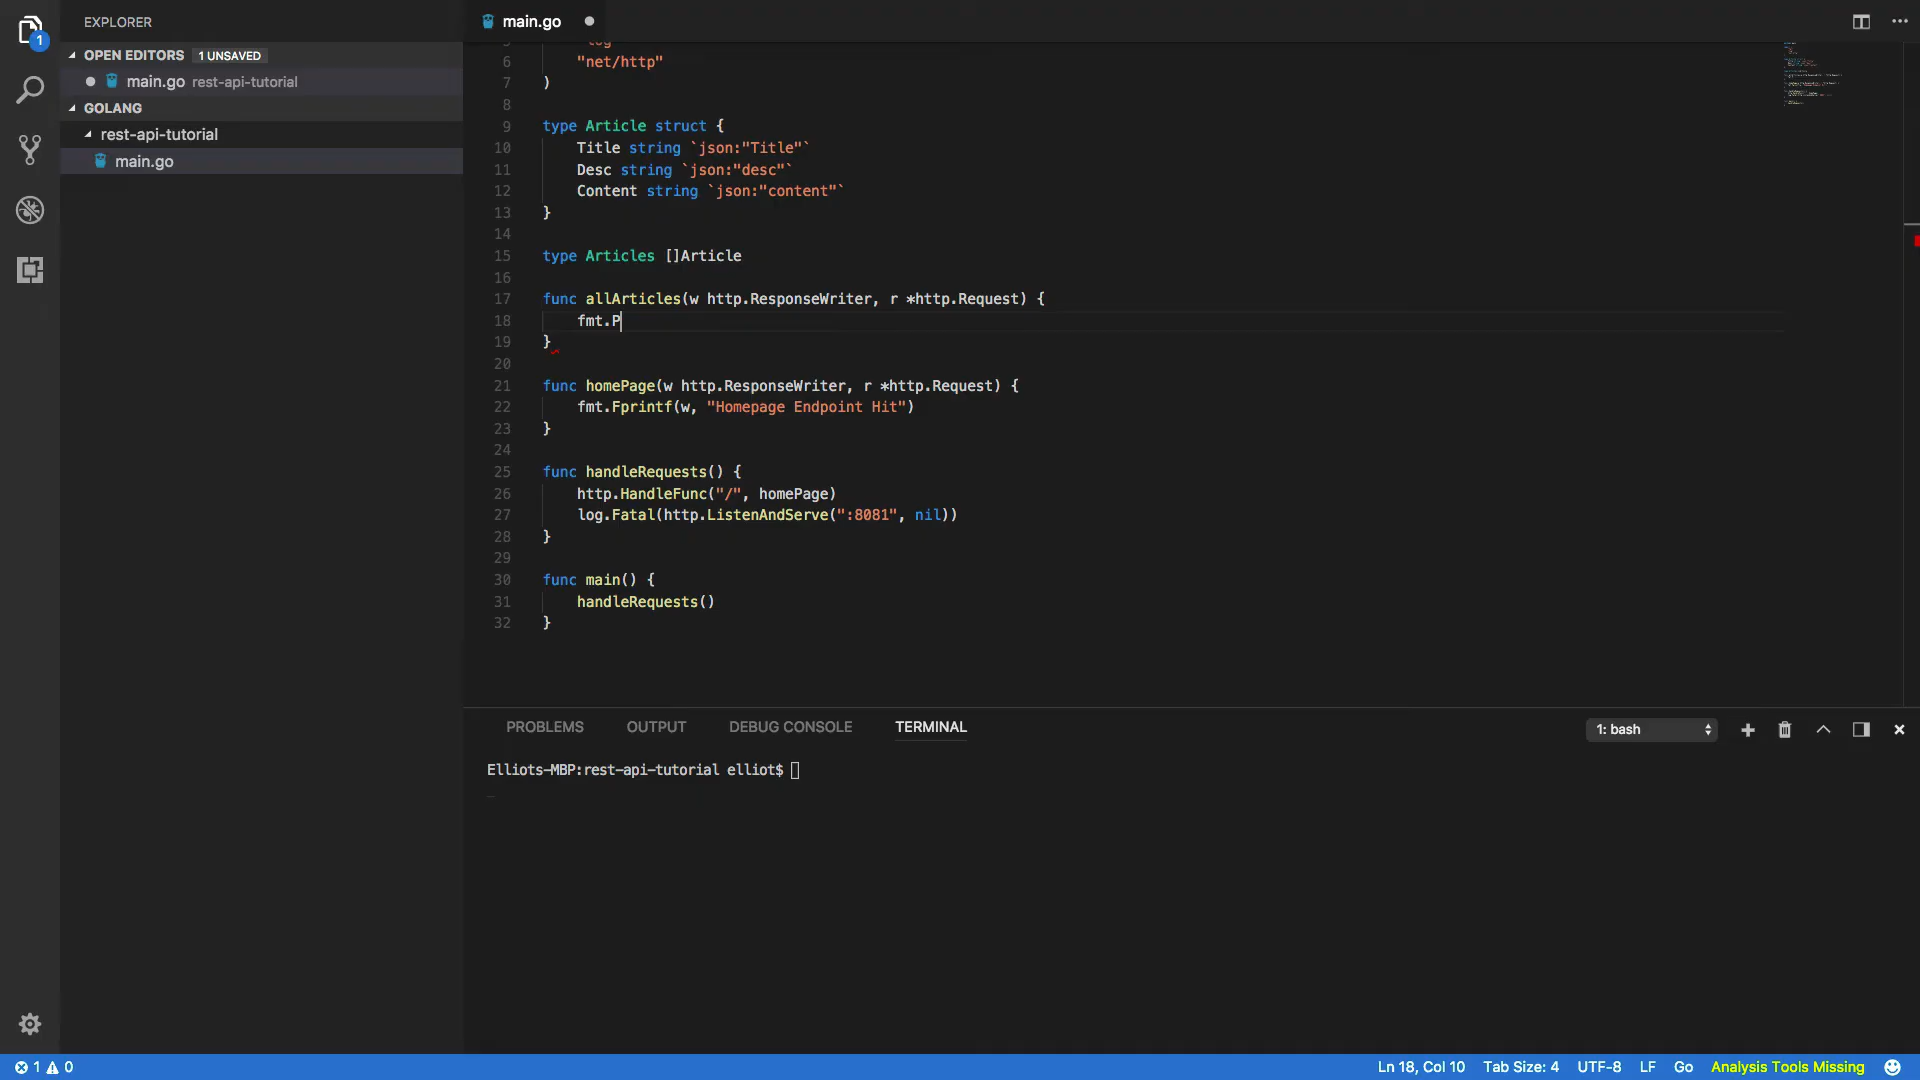 EXPLORER
OPEN EDITORS 1 UNSAVED
main.go rest-api-tutorial
GOLANG
rest-api-tutorial
main.go
1
main.go
5 "log"
6 "net/http"
7 )
8
9 type Article struct {
10 Title string `json:"Title"`
11 Desc string `json:"desc"`
12 Content string `json:"content"`
13 }
14
15 type Articles []Article
16
17 func allArticles(w http.ResponseWriter, r *http.Request) {
18 fmt.P
19 }
20
21 func homePage(w http.ResponseWriter, r *http.Request) {
22 fmt.Fprintf(w, "Homepage Endpoint Hit")
23 }
24
25 func handleRequests() {
26 http.HandleFunc("/", homePage)
27 log.Fatal(http.ListenAndServe(":8081", nil))
28 }
29
30 func main() {
31 handleRequests()
32 }
PROBLEMS OUTPUT DEBUG CONSOLE TERMINAL 1: bash
Elliots-MBP:rest-api-tutorial elliot$
1 0 Ln 18, Col 10 Tab Size: 4 UTF-8 LF Go Analysis Tools Missing